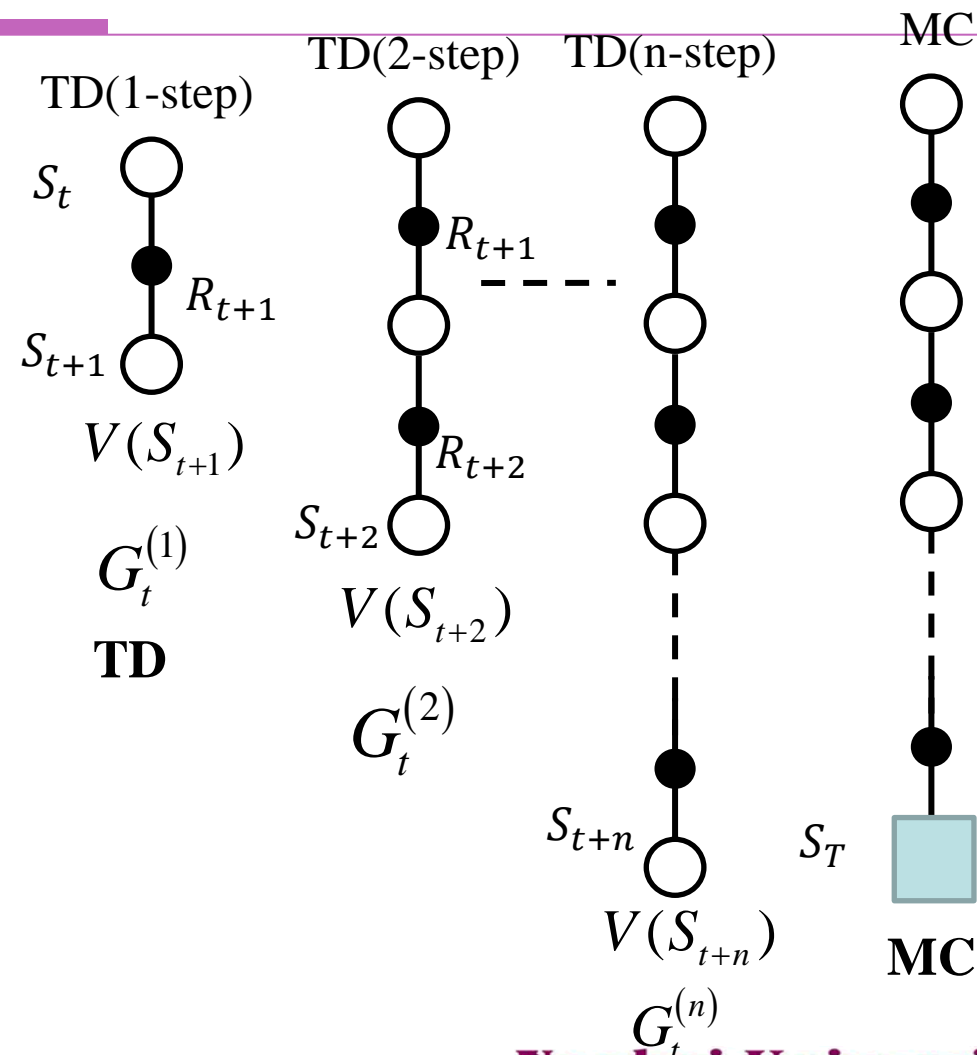 TD(1-step)
S_t
R_{t+1}
S_{t+1}
V(S_{t+1})
G_t^{(1)}
TD
TD(2-step)
R_{t+1}
R_{t+2}
S_{t+2}
V(S_{t+2})
G_t^{(2)}
TD(n-step)
S_{t+n}
V(S_{t+n})
G_t^{(n)}
MC
S_T
MC